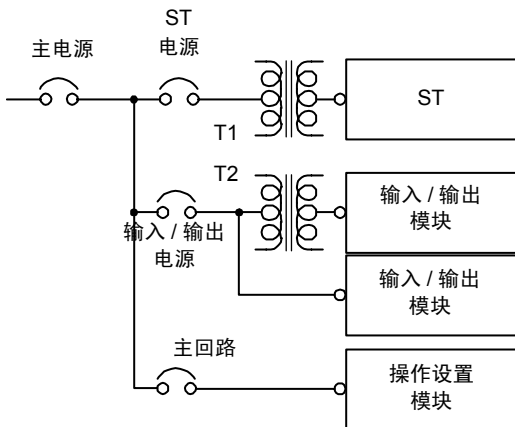 主电源
ST
电源
T1
ST
T2
输入 / 输出
电源
输入 / 输出
模块
输入 / 输出
模块
主回路
操作设置
模块